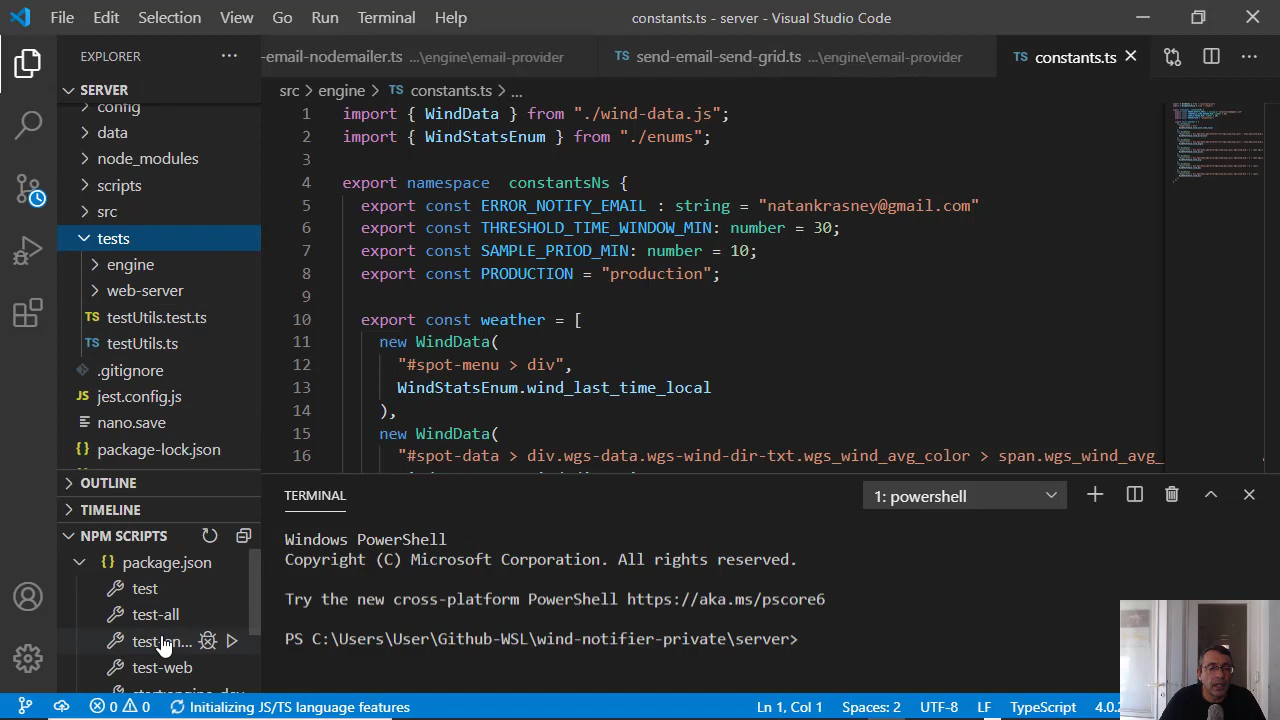 File Edit Selection View Go Run Terminal Help constants.ts - server - Visual Studio Code
EXPLORER
-email-nodemailer.ts ...\engine\email-provider
TS send-email-send-grid.ts ...\engine\email-provider
TS constants.ts
SERVER
config
data
node_modules
scripts
src
tests
engine
web-server
TS testUtils.test.ts
TS testUtils.ts
.gitignore
JS jest.config.js
nano.save
{} package-lock.json
OUTLINE
TIMELINE
NPM SCRIPTS
{} package.json
test
test-all
test-web
src > engine > TS constants.ts > ...
1 import { WindData } from "./wind-data.js";
2 import { WindStatsEnum } from "./enums";
3
4 export namespace constantsNs {
5 export const ERROR_NOTIFY_EMAIL : string = "natankrasney@gmail.com"
6 export const THRESHOLD_TIME_WINDOW_MIN: number = 30;
7 export const SAMPLE_PRIOD_MIN: number = 10;
8 export const PRODUCTION = "production";
9
10 export const weather = [
11 new WindData(
12 "#spot-menu > div",
13 WindStatsEnum.wind_last_time_local
14 ),
15 new WindData(
16 "#spot-data > div.wgs-data.wgs-wind-dir-txt.wgs_wind_avg_color > span.wgs_wind_avg_
TERMINAL
1: powershell
Windows PowerShell
Copyright (C) Microsoft Corporation. All rights reserved.
Try the new cross-platform PowerShell https://aka.ms/pscore6
PS C:\Users\User\Github-WSL\wind-notifier-private\server>
0 0 Initializing JS/TS language features
Ln 1, Col 1 Spaces: 2 UTF-8 LF TypeScript 4.0.